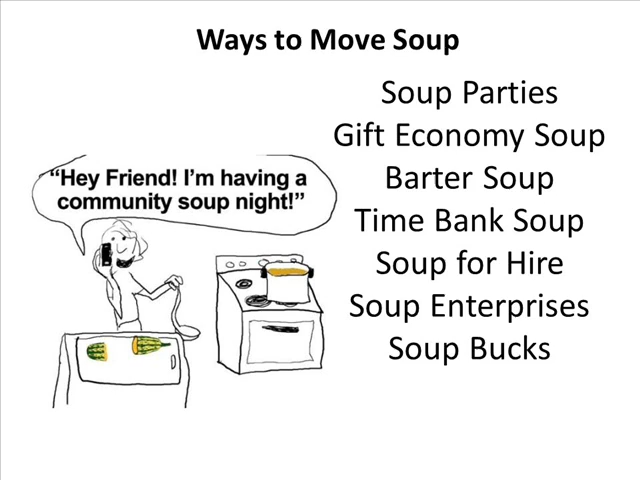 Ways to Move Soup
Soup Parties
Gift Economy Soup
Barter Soup
Time Bank Soup
Soup for Hire
Soup Enterprises
Soup Bucks
“Hey Friend! I’m having a
community soup night!”